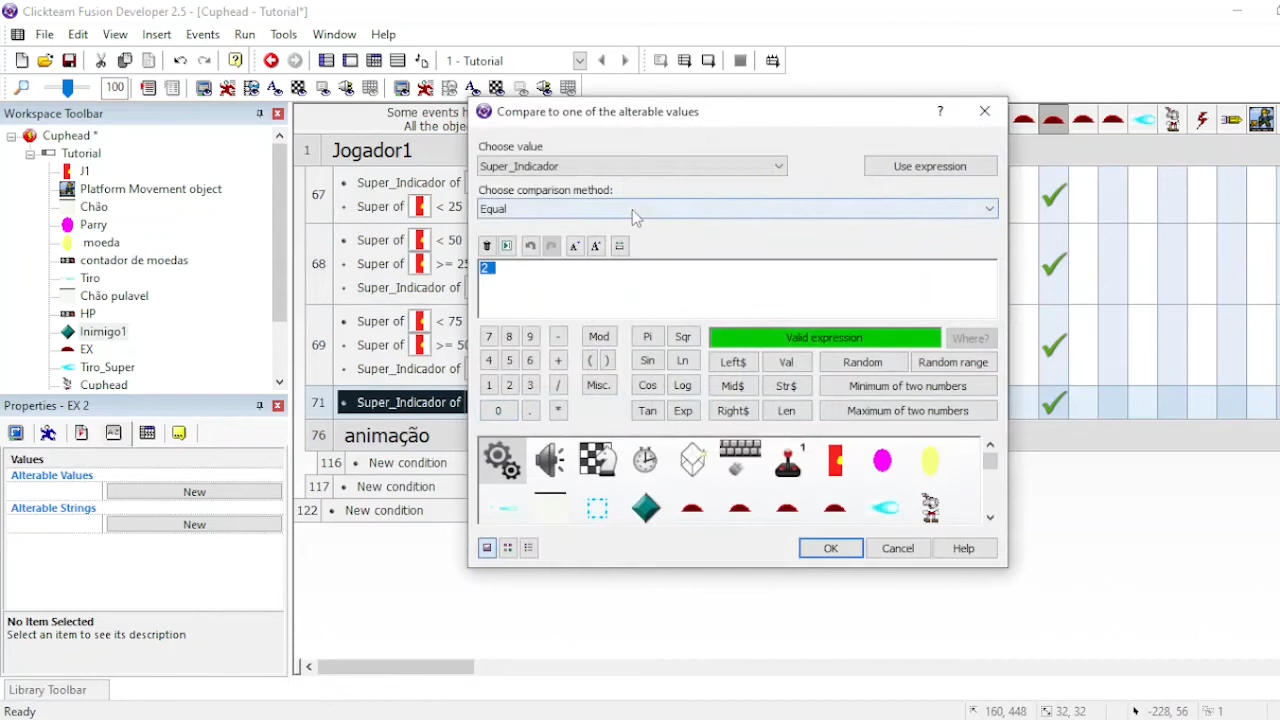 Clickteam Fusion Developer 2.5 - [Cuphead - Tutorial*]
File Edit View Insert Events Run Tools Window Help
1 - Tutorial
100
Workspace Toolbar
Cuphead *
Tutorial
J1
Platform Movement object
Chão
Parry
moeda
contador de moedas
Tiro
Chão pulavel
HP
Inimigo1
EX
Tiro_Super
Cuphead
Properties - EX 2
Values
Alterable Values
New
Alterable Strings
New
No Item Selected
Select an item to see its description
Library Toolbar
Ready
Some events h
All the obje
1 Jogador1
67
Super_Indicador of
Super of < 25
68
Super of < 50
Super of >= 25
Super_Indicador of
69
Super of < 75
Super of >= 50
Super_Indicador of
71 Super_Indicador of
76 animação
116 New condition
117 New condition
122 New condition
Compare to one of the alterable values
?
Choose value
Super_Indicador
Use expression
Choose comparison method:
Equal
2
7 8 9 - Mod Pi Sqr Valid expression Where?
4 5 6 + ( ) Sin Ln Left$ Val Random Random range
1 2 3 / Misc. Cos Log Mid$ Str$ Minimum of two numbers
0 . * Tan Exp Right$ Len Maximum of two numbers
1
OK Cancel Help
160, 448 32, 32 -228, 56 1